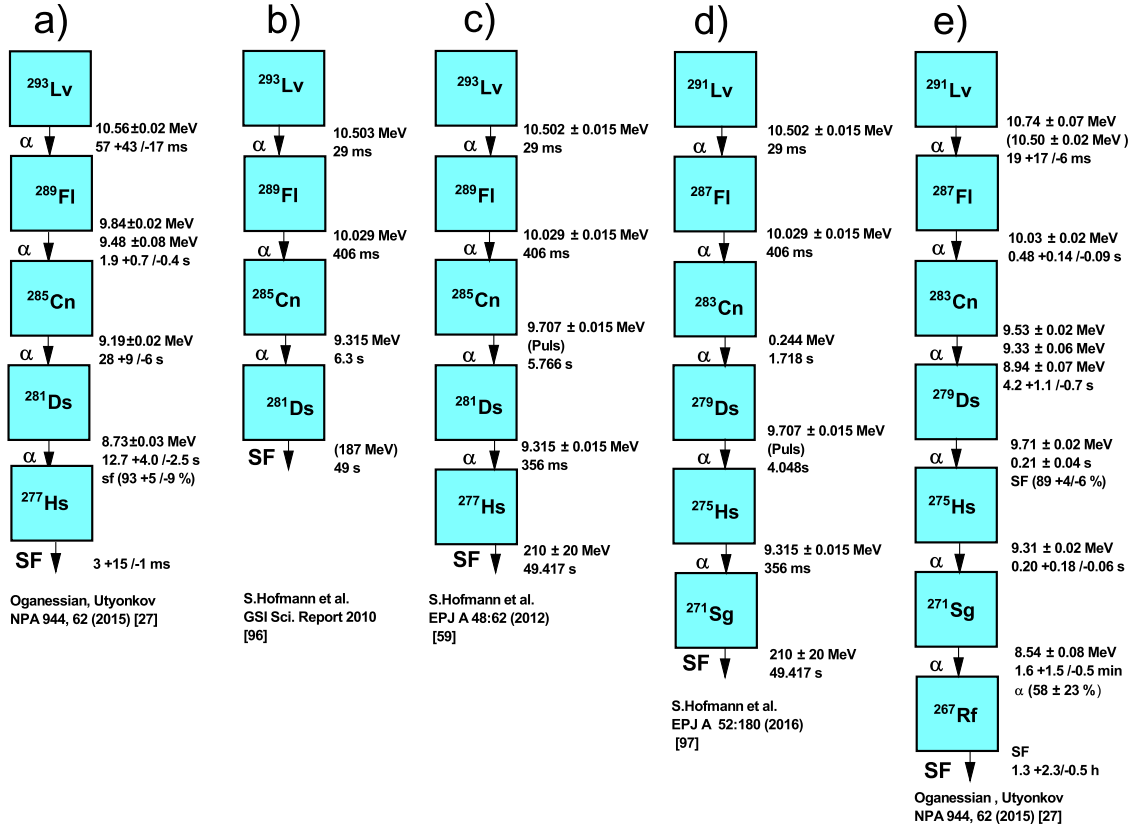 a)
²⁹³Lv
α
10.56±0.02 MeV
57 +43 /-17 ms
²⁸⁹Fl
α
9.84±0.02 MeV
9.48 ±0.08 MeV
1.9 +0.7 /-0.4 s
²⁸⁵Cn
α
9.19±0.02 MeV
28 +9 /-6 s
²⁸¹Ds
α
8.73±0.03 MeV
12.7 +4.0 /-2.5 s
sf (93 +5 /-9 %)
²⁷⁷Hs
SF
3 +15 /-1 ms
Oganessian, Utyonkov
NPA 944, 62 (2015) [27]
b)
²⁹³Lv
α
10.503 MeV
29 ms
²⁸⁹Fl
α
10.029 MeV
406 ms
²⁸⁵Cn
α
9.315 MeV
6.3 s
²⁸¹Ds
SF
(187 MeV)
49 s
S.Hofmann et al.
GSI Sci. Report 2010
[96]
c)
²⁹³Lv
α
10.502 ± 0.015 MeV
29 ms
²⁸⁹Fl
α
10.029 ± 0.015 MeV
406 ms
²⁸⁵Cn
α
9.707 ± 0.015 MeV
(Puls)
5.766 s
²⁸¹Ds
α
9.315 ± 0.015 MeV
356 ms
²⁷⁷Hs
SF
210 ± 20 MeV
49.417 s
S.Hofmann et al.
EPJ A 48:62 (2012)
[59]
d)
²⁹¹Lv
α
10.502 ± 0.015 MeV
29 ms
²⁸⁷Fl
α
10.029 ± 0.015 MeV
406 ms
²⁸³Cn
α
0.244 MeV
1.718 s
²⁷⁹Ds
α
9.707 ± 0.015 MeV
(Puls)
4.048s
²⁷⁵Hs
α
9.315 ± 0.015 MeV
356 ms
²⁷¹Sg
SF
210 ± 20 MeV
49.417 s
S.Hofmann et al.
EPJ A 52:180 (2016)
[97]
e)
²⁹¹Lv
α
10.74 ± 0.07 MeV
(10.50 ± 0.02 MeV )
19 +17 /-6 ms
²⁸⁷Fl
α
10.03 ± 0.02 MeV
0.48 +0.14 /-0.09 s
²⁸³Cn
α
9.53 ± 0.02 MeV
9.33 ± 0.06 MeV
8.94 ± 0.07 MeV
4.2 +1.1 /-0.7 s
²⁷⁹Ds
α
9.71 ± 0.02 MeV
0.21 ± 0.04 s
SF (89 +4/-6 %)
²⁷⁵Hs
α
9.31 ± 0.02 MeV
0.20 +0.18 /-0.06 s
²⁷¹Sg
α
8.54 ± 0.08 MeV
1.6 +1.5 /-0.5 min
α (58 ± 23 %)
²⁶⁷Rf
SF
SF
1.3 +2.3/-0.5 h
Oganessian , Utyonkov
NPA 944, 62 (2015) [27]